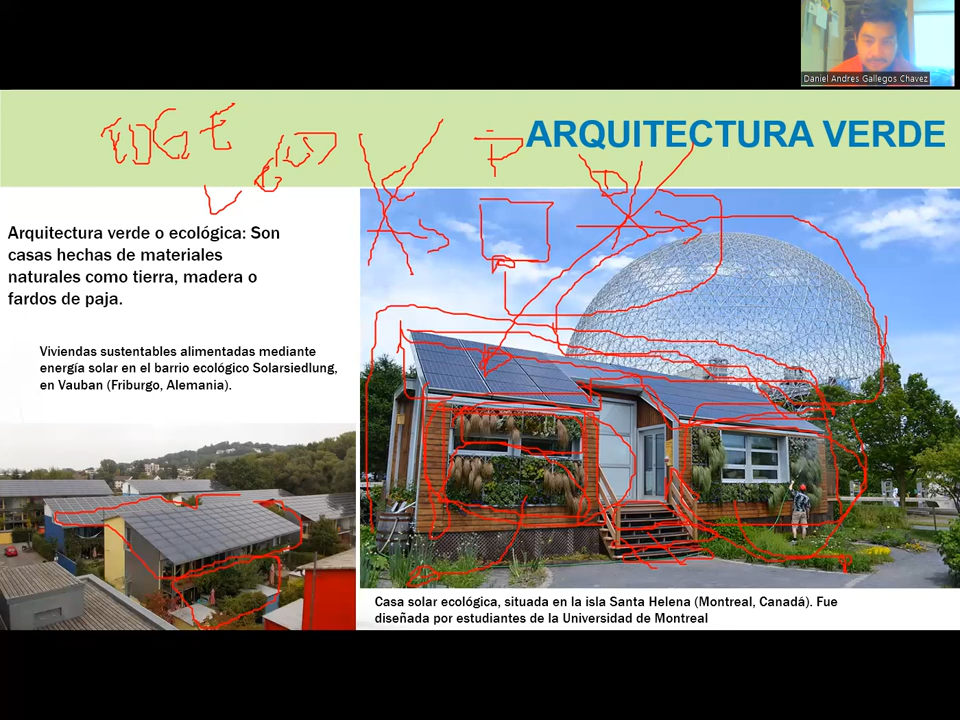 Daniel Andres Gallegos Chavez
ARQUITECTURA VERDE
Arquitectura verde o ecológica: Son
casas hechas de materiales
naturales como tierra, madera o
fardos de paja.
Viviendas sustentables alimentadas mediante
energía solar en el barrio ecológico Solarsiedlung,
en Vauban (Friburgo, Alemania).
Casa solar ecológica, situada en la isla Santa Helena (Montreal, Canadá). Fue
diseñada por estudiantes de la Universidad de Montreal